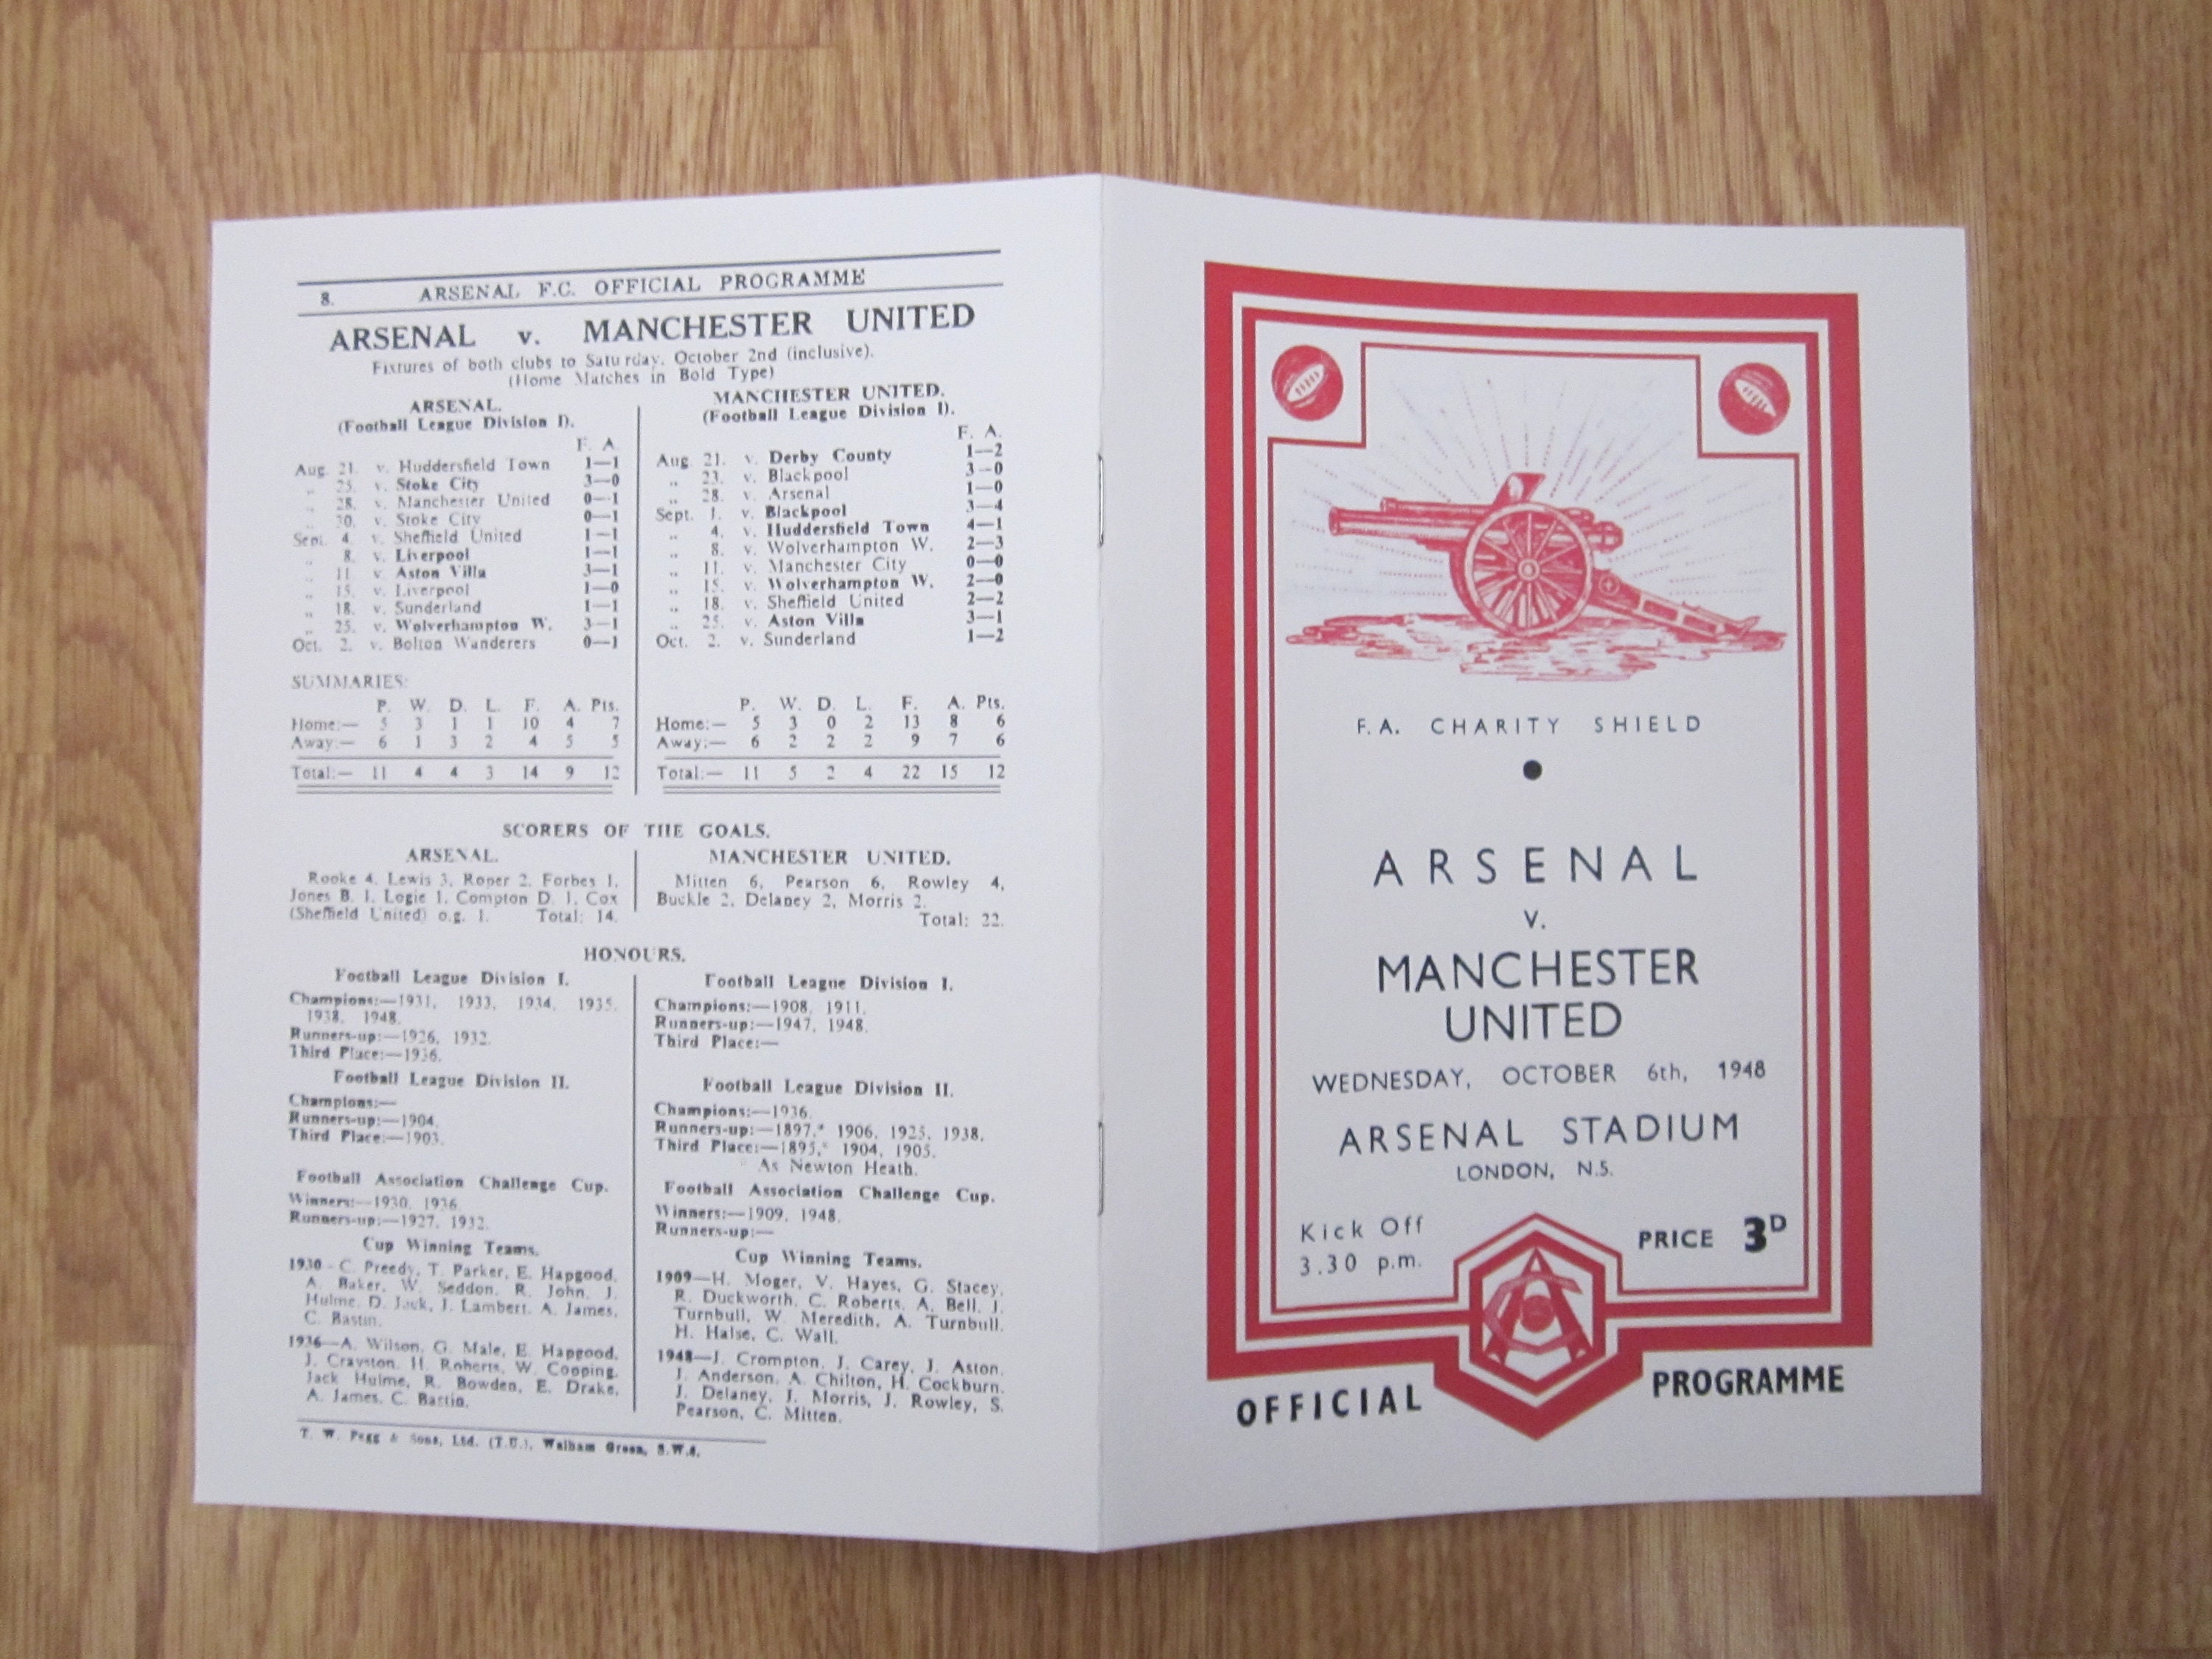 8. ARSENAL F.C. OFFICIAL PROGRAMME
ARSENAL v. MANCHESTER UNITED
Fixtures of both clubs to Saturday, October 2nd (inclusive).
(Home Matches in Bold Type)
ARSENAL.
(Football League Division I).
F. A.
Aug. 21. v. Huddersfield Town 1—1
„ 25. v. Stoke City 3—0
„ 28. v. Manchester United 0—1
„ 30. v. Stoke City 0—1
Sept. 4. v. Sheffield United 1—1
„ 8. v. Liverpool 1—1
„ 11. v. Aston Villa 3—1
„ 15. v. Liverpool 1—0
„ 18. v. Sunderland 1—1
„ 25. v. Wolverhampton W. 3—1
Oct. 2. v. Bolton Wanderers 0—1
SUMMARIES:
P. W. D. L. F. A. Pts.
Home:— 5 3 1 1 10 4 7
Away:— 6 1 3 2 4 5 5
Total:— 11 4 4 3 14 9 12
MANCHESTER UNITED.
(Football League Division I).
F. A.
Aug. 21. v. Derby County 1—2
„ 23. v. Blackpool 3—0
„ 28. v. Arsenal 1—0
Sept. 1. v. Blackpool 3—4
„ 4. v. Huddersfield Town 4—1
„ 8. v. Wolverhampton W. 2—3
„ 11. v. Manchester City 0—0
„ 15. v. Wolverhampton W. 2—0
„ 18. v. Sheffield United 2—2
„ 25. v. Aston Villa 3—1
Oct. 2. v. Sunderland 1—2
P. W. D. L. F. A. Pts.
Home:— 5 3 0 2 13 8 6
Away:— 6 2 2 2 9 7 6
Total:— 11 5 2 4 22 15 12
SCORERS OF THE GOALS.
ARSENAL.
Rooke 4, Lewis 3, Roper 2, Forbes 1,
Jones B. 1, Logie 1, Compton D. 1, Cox
(Sheffield United) o.g. 1. Total: 14.
MANCHESTER UNITED.
Mitten 6, Pearson 6, Rowley 4,
Buckle 2, Delaney 2, Morris 2.
Total: 22.
HONOURS.
Football League Division I.
Champions:—1931, 1933, 1934, 1935,
1938, 1948.
Runners-up:—1926, 1932.
Third Place:—1936.
Football League Division II.
Champions:—
Runners-up:—1904.
Third Place:—1903.
Football Association Challenge Cup.
Winners:—1930, 1936.
Runners-up:—1927, 1932.
Cup Winning Teams.
1930—C. Preedy, T. Parker, E. Hapgood,
A. Baker, W. Seddon, R. John, J.
Hulme, D. Jack, J. Lambert, A. James,
C. Bastin.
1936—A. Wilson, G. Male, E. Hapgood,
J. Crayston, H. Roberts, W. Copping,
Jack Hulme, R. Bowden, E. Drake,
A. James, C. Bastin.
Football League Division I.
Champions:—1908, 1911.
Runners-up:—1947, 1948.
Third Place:—
Football League Division II.
Champions:—1936.
Runners-up:—1897,* 1906, 1925, 1938.
Third Place:—1895,* 1904, 1905.
* As Newton Heath.
Football Association Challenge Cup.
Winners:—1909, 1948.
Runners-up:—
Cup Winning Teams.
1909—H. Moger, V. Hayes, G. Stacey,
R. Duckworth, C. Roberts, A. Bell, J.
Turnbull, W. Meredith, A. Turnbull,
H. Halse, C. Wall.
1948—J. Crompton, J. Carey, J. Aston,
J. Anderson, A. Chilton, H. Cockburn,
J. Delaney, J. Morris, J. Rowley, S.
Pearson, C. Mitten.
T. W. Pegg & Sons, Ltd. (T.U.), Walham Green, S.W.6.
F.A. CHARITY SHIELD
ARSENAL
V.
MANCHESTER
UNITED
WEDNESDAY, OCTOBER 6th, 1948
ARSENAL STADIUM
LONDON, N.5.
Kick Off
3.30 p.m.
PRICE 3D
OFFICIAL PROGRAMME